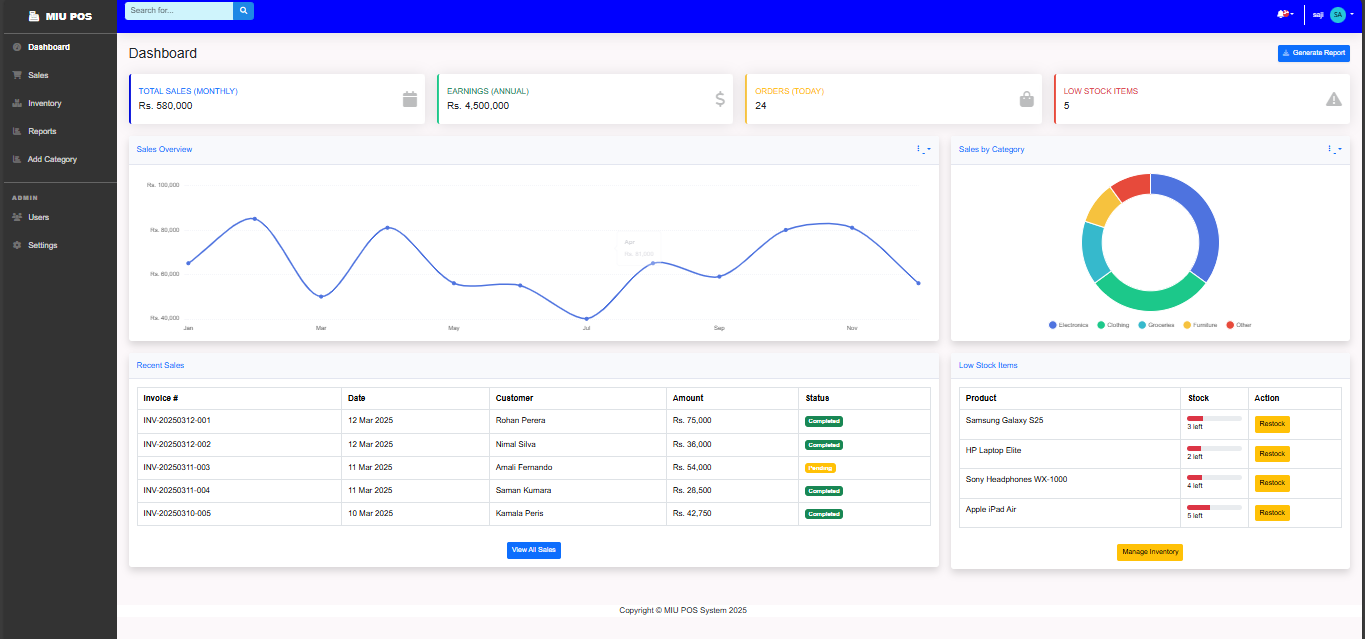 MIU POS
Search for...
saji SA
Dashboard
Sales
Inventory
Reports
Add Category
ADMIN
Users
Settings
Dashboard
Generate Report
TOTAL SALES (MONTHLY)
Rs. 580,000
EARNINGS (ANNUAL)
Rs. 4,500,000
ORDERS (TODAY)
24
LOW STOCK ITEMS
5
Sales Overview
Rs. 100,000
Rs. 80,000
Rs. 60,000
Rs. 40,000
Apr
Rs. 81,000
Jan Mar May Jul Sep Nov
Sales by Category
Electronics Clothing Groceries Furniture Other
Recent Sales
Invoice # Date Customer Amount Status
INV-20250312-001 12 Mar 2025 Rohan Perera Rs. 75,000 Completed
INV-20250312-002 12 Mar 2025 Nimal Silva Rs. 36,000 Completed
INV-20250311-003 11 Mar 2025 Amali Fernando Rs. 54,000 Pending
INV-20250311-004 11 Mar 2025 Saman Kumara Rs. 28,500 Completed
INV-20250310-005 10 Mar 2025 Kamala Peris Rs. 42,750 Completed
View All Sales
Low Stock Items
Product Stock Action
Samsung Galaxy S25 3 left Restock
HP Laptop Elite 2 left Restock
Sony Headphones WX-1000 4 left Restock
Apple iPad Air 5 left Restock
Manage Inventory
Copyright © MIU POS System 2025